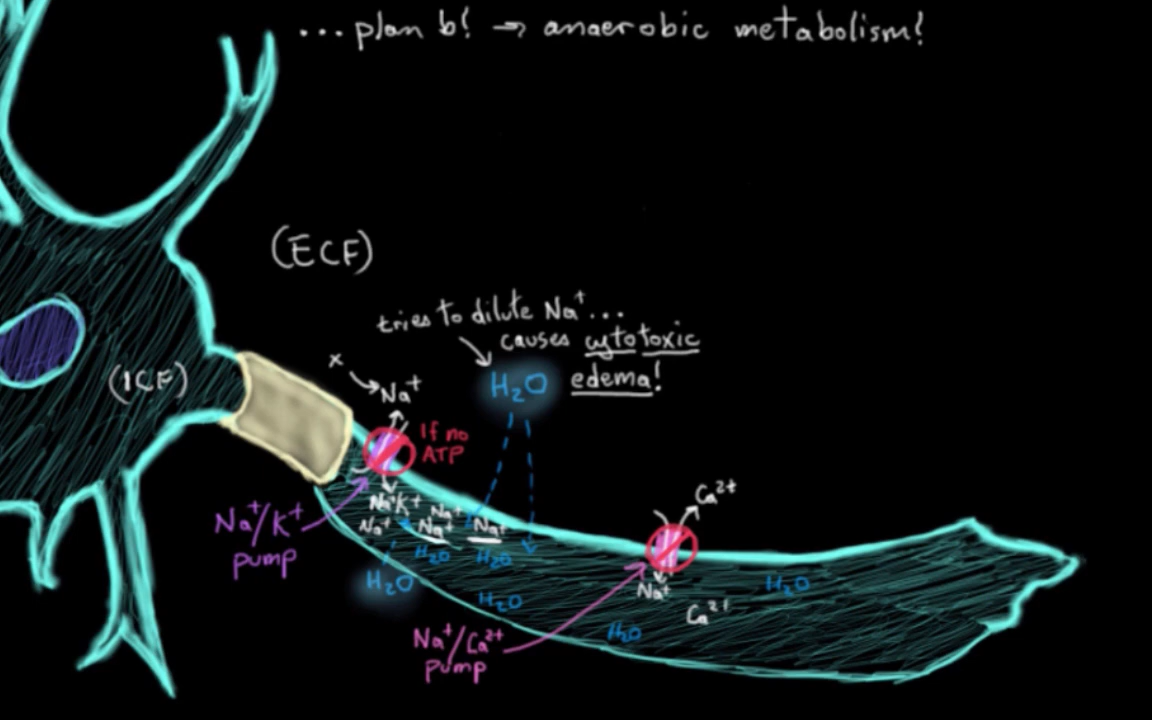 ...plan b! → anaerobic metabolism!
(ECF)
tries to dilute Na⁺...
causes cytotoxic
edema!
H₂O
x
Na⁺
(ICF)
If no
ATP
Na⁺/K⁺
pump
K⁺
Na⁺
Na⁺ Na⁺ Na⁺
H₂O H₂O
H₂O
H₂O
H₂O
H₂O
Ca²⁺
Na⁺
Ca²⁺
Na⁺/Ca²⁺
pump